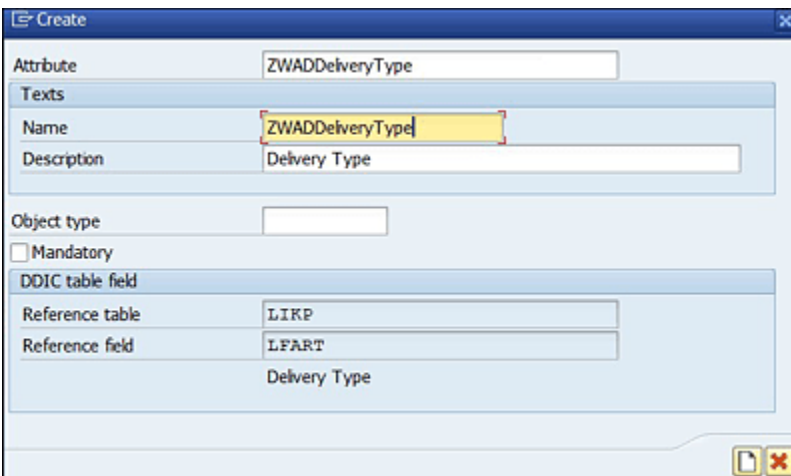 Create
Attribute ZWADDeliveryType
Texts
Name ZWADDeliveryType
Description Delivery Type
Object type
Mandatory
DDIC table field
Reference table LIKP
Reference field LFART
Delivery Type